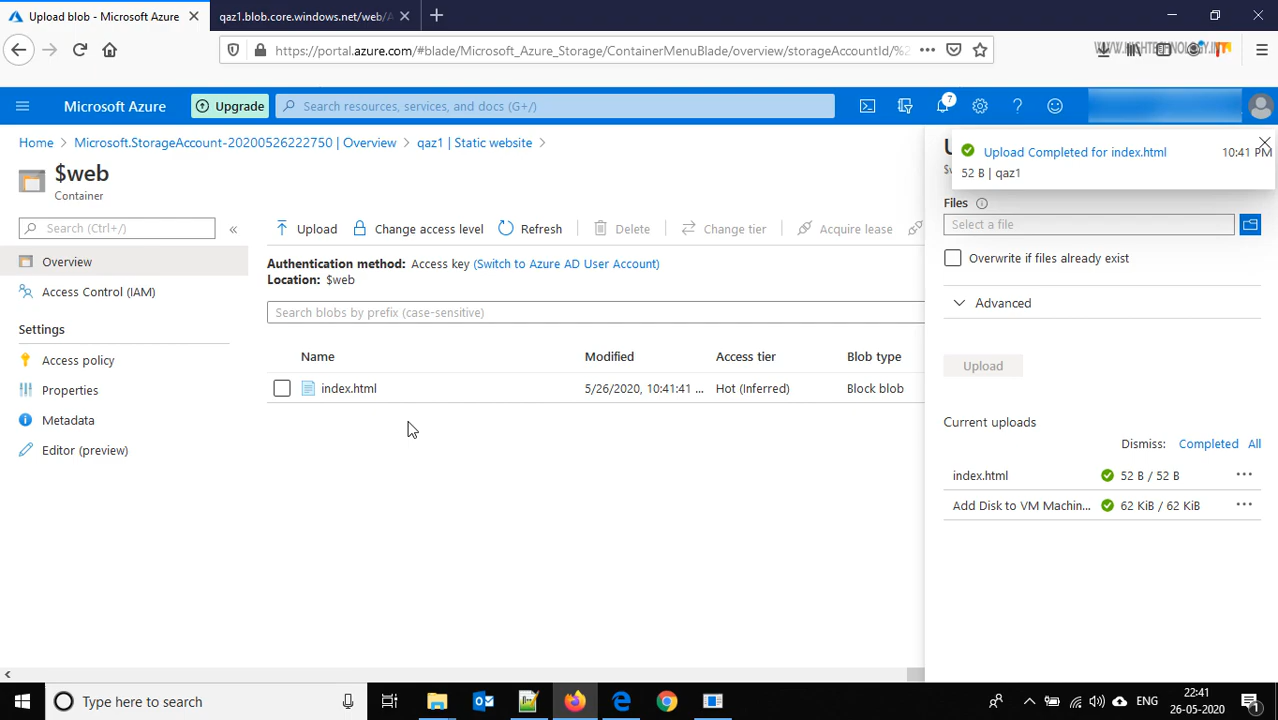 Upload blob - Microsoft Azure
qaz1.blob.core.windows.net/web/A
https://portal.azure.com/#blade/Microsoft_Azure_Storage/ContainerMenuBlade/overview/storageAccountId/%
Microsoft Azure
Upgrade
Search resources, services, and docs (G+/)
7
Home > Microsoft.StorageAccount-20200526222750 | Overview > qaz1 | Static website >
$web
Container
Search (Ctrl+/)
«
Overview
Access Control (IAM)
Settings
Access policy
Properties
Metadata
Editor (preview)
Upload
Change access level
Refresh
Delete
Change tier
Acquire lease
Authentication method: Access key (Switch to Azure AD User Account)
Location: $web
Search blobs by prefix (case-sensitive)
Name Modified Access tier Blob type
index.html 5/26/2020, 10:41:41 ... Hot (Inferred) Block blob
Upload Completed for index.html 10:41 PM
52 B | qaz1
Files
Select a file
Overwrite if files already exist
Advanced
Upload
Current uploads
Dismiss: Completed All
index.html 52 B / 52 B ...
Add Disk to VM Machin... 62 KiB / 62 KiB ...
Type here to search
ENG
22:41
26-05-2020
1